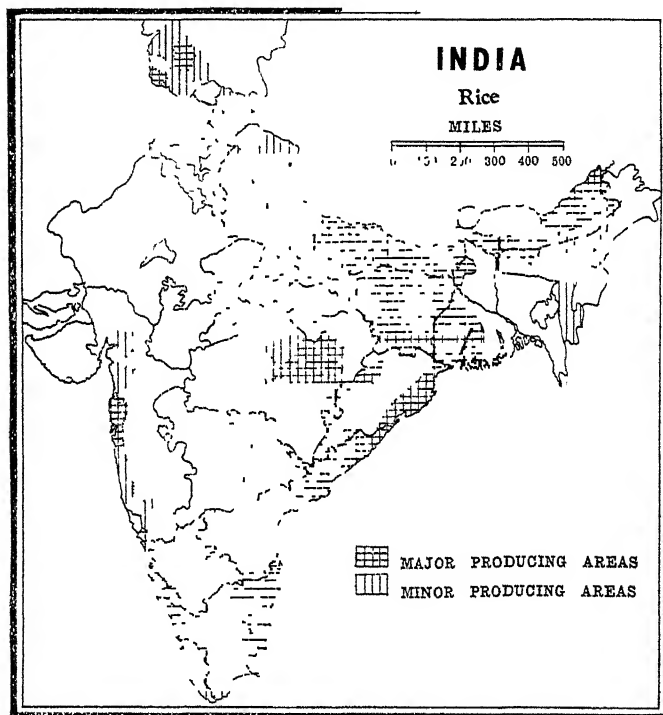 INDIA
Rice
MILES
300 400 500
MAJOR PRODUCING AREAS
MINOR PRODUCING AREAS